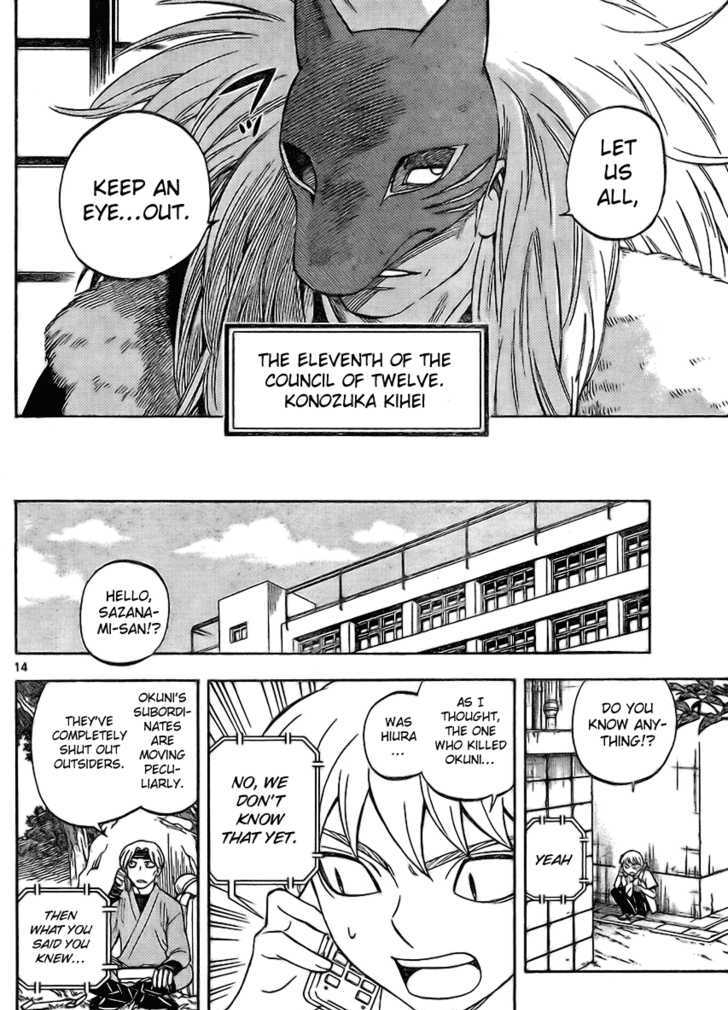 LET
US
ALL,
KEEP AN
EYE...OUT.
THE ELEVENTH OF THE
COUNCIL OF TWELVE.
KONOZUKA KIHEI
HELLO,
SAZANA-
MI-SAN!?
14
DO YOU
KNOW ANY-
THING!?
YEAH
AS I
THOUGHT,
THE ONE
WHO KILLED
OKUNI...
WAS
HIURA
...
NO, WE
DON'T
KNOW
THAT YET.
OKUNI'S
SUBORDI-
NATES
ARE
MOVING
PECU-
LIARLY.
THEY'VE
COMPLETELY
SHUT OUT
OUTSIDERS.
THEN
WHAT YOU
SAID YOU
KNEW...